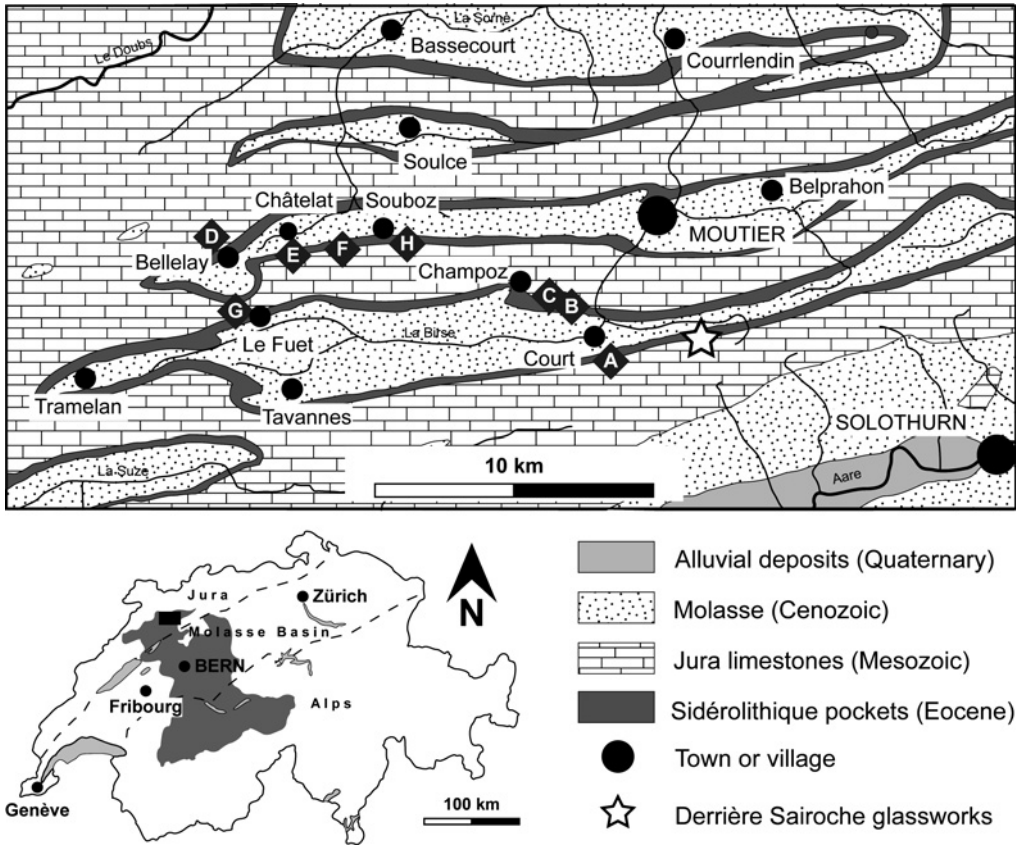 La Sorne
Bassecourt
Courrlendin
Le Doubs
Soulce
Châtelat
Souboz
Belprahon
D
E
F
H
MOUTIER
Bellelay
Champoz
C
B
G
La Birse
Le Fuet
Court
A
Tramelan
Tavannes
SOLOTHURN
La Suze
10 km
Aare
Jura
Zürich
Molasse Basin
BERN
Fribourg
Alps
Genève
100 km
N
Alluvial deposits (Quaternary)
Molasse (Cenozoic)
Jura limestones (Mesozoic)
Sidérolithique pockets (Eocene)
Town or village
Derrière Sairoche glassworks